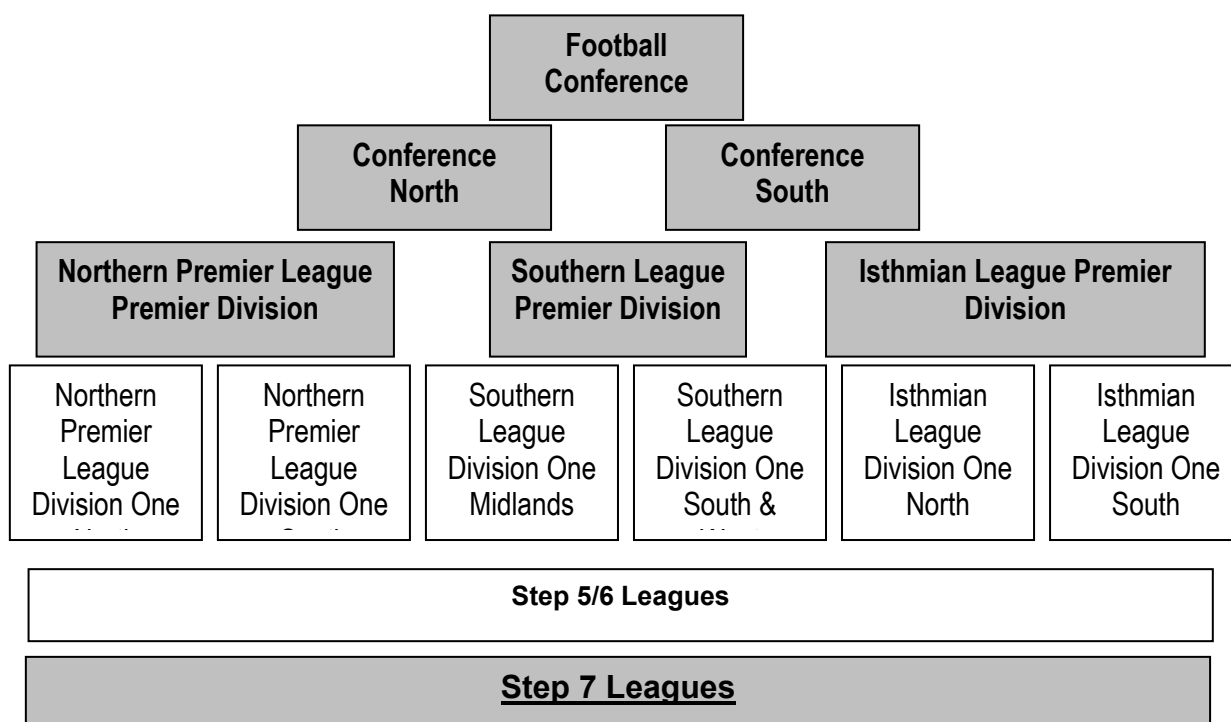 Football
Conference
Conference
North
Conference
South
Northern Premier League
Premier Division
Southern League
Premier Division
Isthmian League Premier
Division
Northern
Premier
League
Division One
Northern
Premier
League
Division One
Southern
League
Division One
Midlands
Southern
League
Division One
South &
Isthmian
League
Division One
North
Isthmian
League
Division One
South
Step 5/6 Leagues
Step 7 Leagues